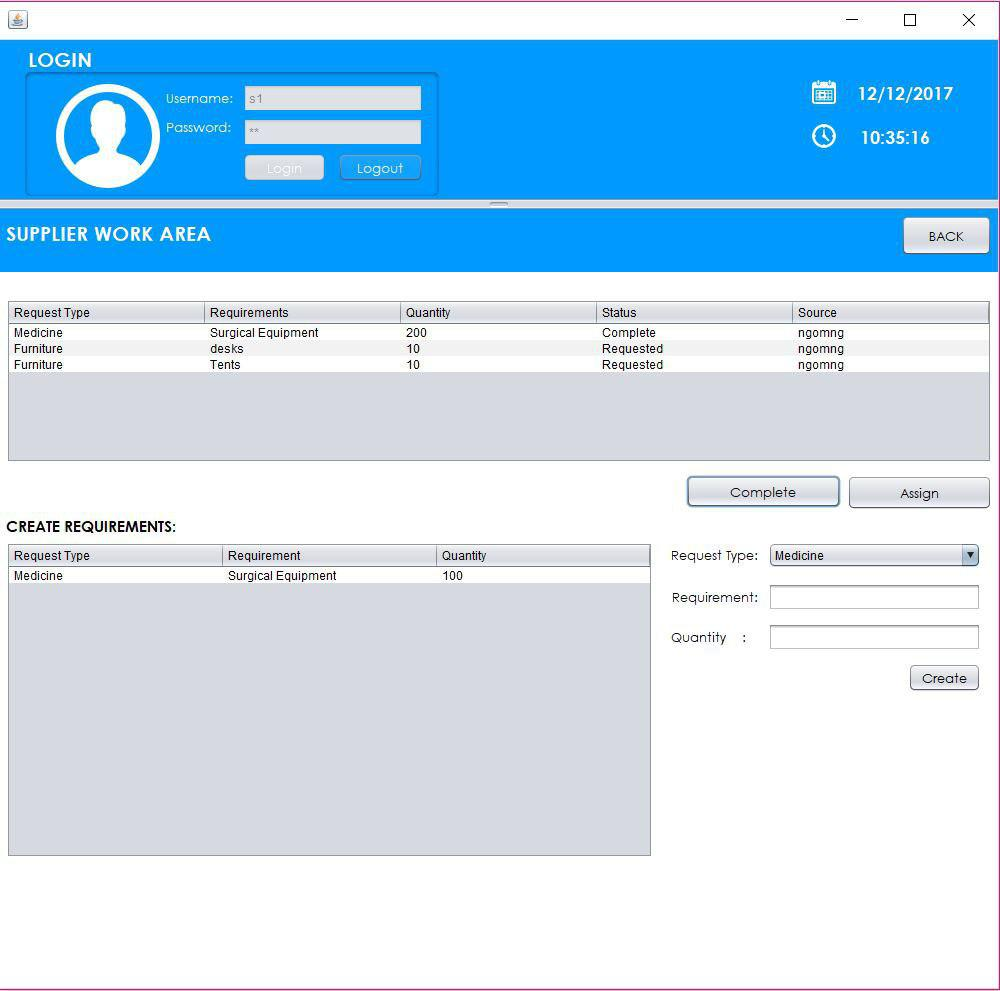 LOGIN
Username: s1
Password: **
Login Logout
12/12/2017
10:35:16
SUPPLIER WORK AREA
BACK
Request Type Requirements Quantity Status Source
Medicine Surgical Equipment 200 Complete ngomng
Furniture desks 10 Requested ngomng
Furniture Tents 10 Requested ngomng
Complete Assign
CREATE REQUIREMENTS:
Request Type Requirement Quantity
Medicine Surgical Equipment 100
Request Type: Medicine
Requirement:
Quantity :
Create